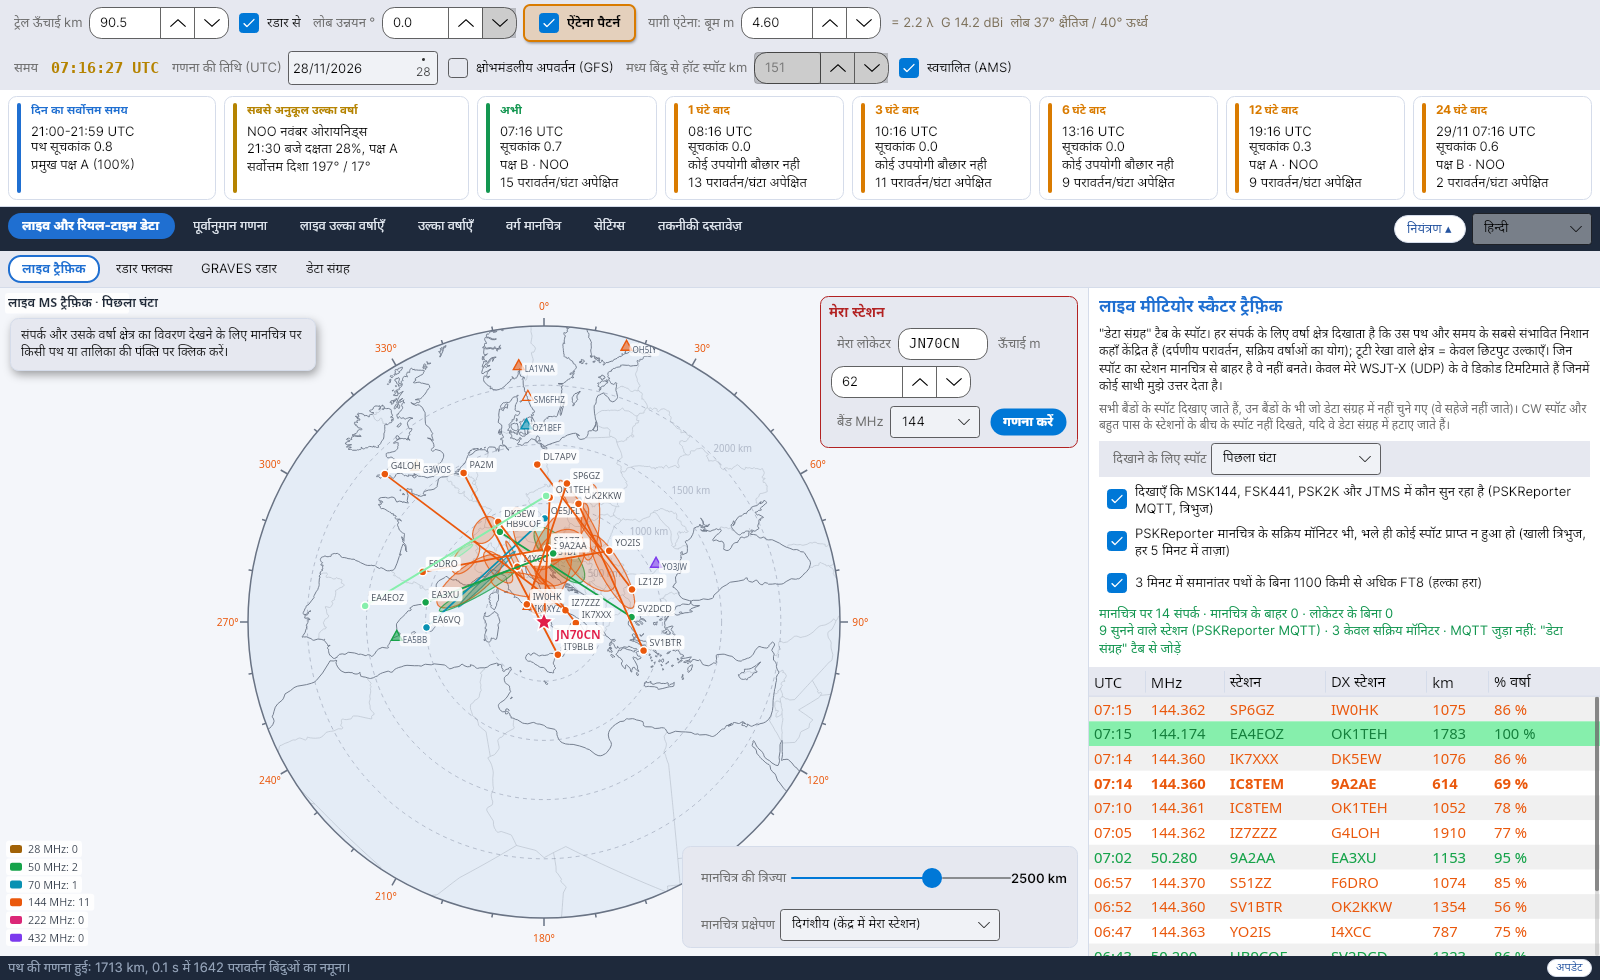 ट्रेल ऊँचाई km 90.5 रडार से लोब उन्नयन ° 0.0 ऐंटेना पैटर्न यागी एंटेना: बूम m 4.60 = 2.2 λ G 14.2 dBi लोब 37° क्षैतिज / 40° ऊर्ध्व
समय 07:16:27 UTC गणना की तिथि (UTC) 28/11/2026 28 क्षोभमंडलीय अपवर्तन (GFS) मध्य बिंदु से हॉट स्पॉट km 151 स्वचालित (AMS)
दिन का सर्वोत्तम समय
21:00-21:59 UTC
पथ सूचकांक 0.8
प्रमुख पक्ष A (100%)
सबसे अनुकूल उल्का वर्षा
NOO नवंबर ओरायनिड्स
21:30 बजे दक्षता 28%, पक्ष A
सर्वोत्तम दिशा 197° / 17°
अभी
07:16 UTC
सूचकांक 0.7
पक्ष B · NOO
15 परावर्तन/घंटा अपेक्षित
1 घंटे बाद
08:16 UTC
सूचकांक 0.0
कोई उपयोगी बौछार नहीं
13 परावर्तन/घंटा अपेक्षित
3 घंटे बाद
10:16 UTC
सूचकांक 0.0
कोई उपयोगी बौछार नहीं
11 परावर्तन/घंटा अपेक्षित
6 घंटे बाद
13:16 UTC
सूचकांक 0.0
कोई उपयोगी बौछार नहीं
9 परावर्तन/घंटा अपेक्षित
12 घंटे बाद
19:16 UTC
सूचकांक 0.3
पक्ष A · NOO
9 परावर्तन/घंटा अपेक्षित
24 घंटे बाद
29/11 07:16 UTC
सूचकांक 0.6
पक्ष B · NOO
2 परावर्तन/घंटा अपेक्षित
लाइव और रियल-टाइम डेटा पूर्वानुमान गणना लाइव उल्का वर्षाएँ उल्का वर्षाएँ वर्ग मानचित्र सेटिंग्स तकनीकी दस्तावेज़ नियंत्रण ▴ हिन्दी
लाइव ट्रैफ़िक रडार फ्लक्स GRAVES रडार डेटा संग्रह
लाइव MS ट्रैफ़िक · पिछला घंटा
संपर्क और उसके वर्षा क्षेत्र का विवरण देखने के लिए मानचित्र पर
किसी पथ या तालिका की पंक्ति पर क्लिक करें।
0°
330° 30°
OH5LY
LA1VNA
SM6FHZ
OZ1BEF
2000 km
300° 60°
DL7APV
G4LOH G3WOS PA2M
SP6GZ
1500 km
OK1TEH OK2KKW
DK5EW OE5JFL
HB9COF
1000 km
9A2AA YO2IS
F6DRO YO3JW
500
LZ1ZP
EA4EOZ EA3XU IW0HK IZ7ZZZ
IK7XXX SV2DCD
EA6VQ
270° 90°
EA5BB JN70CN
IT9BLB SV1BTR
240° 120°
210°
180°
28 MHz: 0
50 MHz: 2
70 MHz: 1
144 MHz: 11
222 MHz: 0
432 MHz: 0
मेरा स्टेशन
मेरा लोकेटर JN70CN ऊँचाई m
62
बैंड MHz 144 गणना करें
मानचित्र की त्रिज्या 2500 km
मानचित्र प्रक्षेपण दिगंशीय (केंद्र में मेरा स्टेशन)
लाइव मीटियोर स्कैटर ट्रैफ़िक
"डेटा संग्रह" टैब के स्पॉट। हर संपर्क के लिए वर्षा क्षेत्र दिखाता है कि उस पथ और समय के सबसे संभावित निशान
कहाँ केंद्रित हैं (दर्पणीय परावर्तन, सक्रिय वर्षाओं का योग); टूटी रेखा वाले क्षेत्र = केवल छिटपुट उल्काएँ। जिन
स्पॉट का स्टेशन मानचित्र से बाहर है वे नहीं बनते। केवल मेरे WSJT-X (UDP) के वे डिकोड टिमटिमाते हैं जिनमें
कोई साथी मुझे उत्तर देता है।
सभी बैंडों के स्पॉट दिखाए जाते हैं, उन बैंडों के भी जो डेटा संग्रह में नहीं चुने गए (वे सहेजे नहीं जाते)। CW स्पॉट और
बहुत पास के स्टेशनों के बीच के स्पॉट नहीं दिखते, यदि वे डेटा संग्रह में हटाए जाते हैं।
दिखाने के लिए स्पॉट पिछला घंटा
दिखाएँ कि MSK144, FSK441, PSK2K और JTMS में कौन सुन रहा है (PSKReporter
MQTT, त्रिभुज)
PSKReporter मानचित्र के सक्रिय मॉनिटर भी, भले ही कोई स्पॉट प्राप्त न हुआ हो (खाली त्रिभुज,
हर 5 मिनट में ताज़ा)
3 मिनट में समानांतर पथों के बिना 1100 किमी से अधिक FT8 (हल्का हरा)
मानचित्र पर 14 संपर्क · मानचित्र के बाहर 0 · लोकेटर के बिना 0
9 सुनने वाले स्टेशन (PSKReporter MQTT) · 3 केवल सक्रिय मॉनिटर · MQTT जुड़ा नहीं: "डेटा
संग्रह" टैब से जोड़ें
UTC MHz स्टेशन DX स्टेशन km % वर्षा
07:15 144.362 SP6GZ IW0HK 1075 86 %
07:15 144.174 EA4EOZ OK1TEH 1783 100 %
07:14 144.360 IK7XXX DK5EW 1076 86 %
07:14 144.360 IC8TEM 9A2AE 614 69 %
07:10 144.361 IC8TEM OK1TEH 1052 78 %
07:05 144.362 IZ7ZZZ G4LOH 1910 77 %
07:02 50.280 9A2AA EA3XU 1153 95 %
06:57 144.370 S51ZZ F6DRO 1074 85 %
06:52 144.360 SV1BTR OK2KKW 1354 56 %
06:47 144.363 YO2IS I4XCC 787 75 %
पथ की गणना हुई: 1713 km, 0.1 s में 1642 परावर्तन बिंदुओं का नमूना। अपडेट